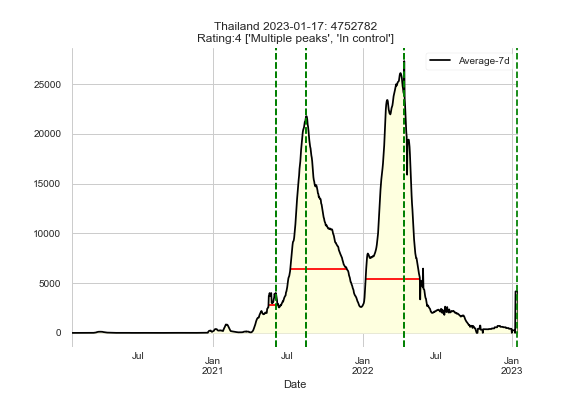 Thailand 2023-01-17: 4752782
Rating:4 ['Multiple peaks', 'In control']
Average-7d
25000
20000
15000
10000
5000
0
Jul
Jan
2021
Jul
Jan
2022
Jul
Jan
2023
Date